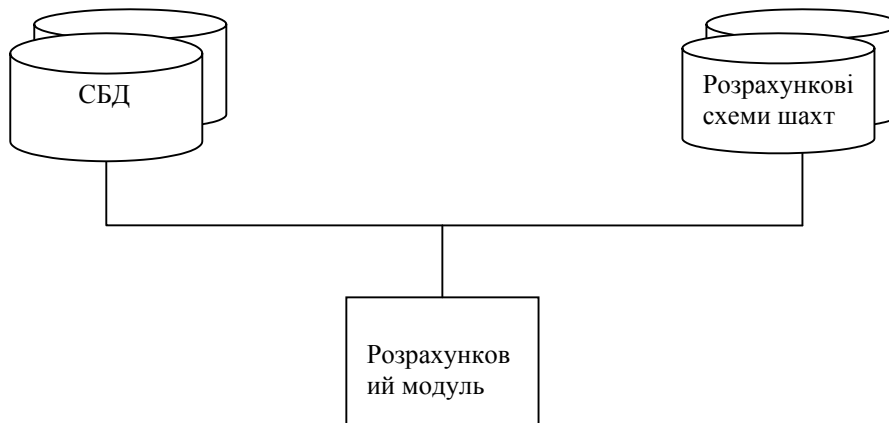 СБД
Розрахункові
схеми шахт
Розрахунков
ий модуль